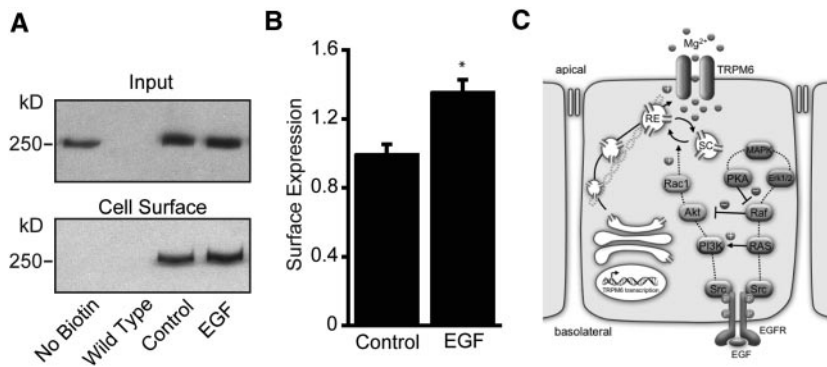 A
Input
kD
250
Cell Surface
kD
250
No Biotin
Wild Type
Control
EGF
B
Surface Expression
1.6
1.2
0.8
0.4
0
*
Control
EGF
C
Mg2+
TRPM6
apical
RE
SC
MAPK
PKA
Erk1/2
Rac1
Akt
Raf
PI3K
RAS
TRPM6 transcription
Src
Src
basolateral
EGFR
EGF